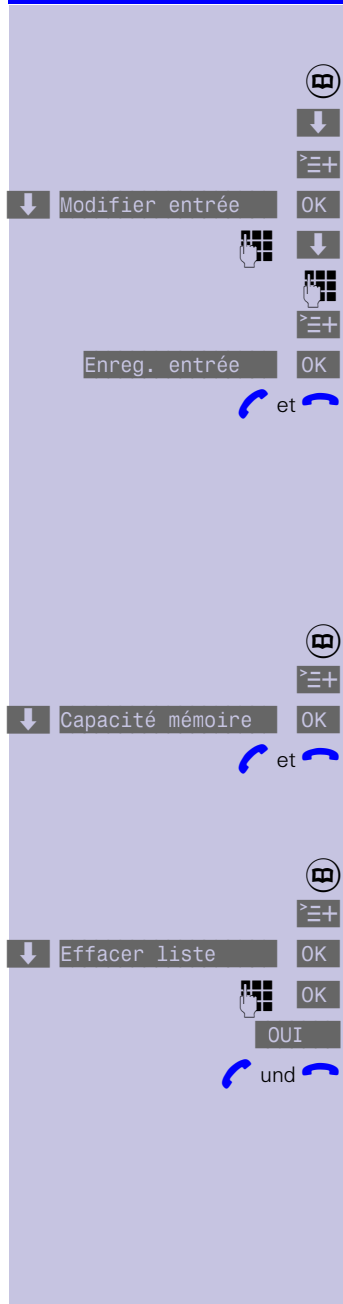 >☰+
Modifier entrée OK
>☰+
Enreg. entrée OK
et
>☰+
Capacité mémoire OK
et
>☰+
Effacer liste OK
OK
OUI
und